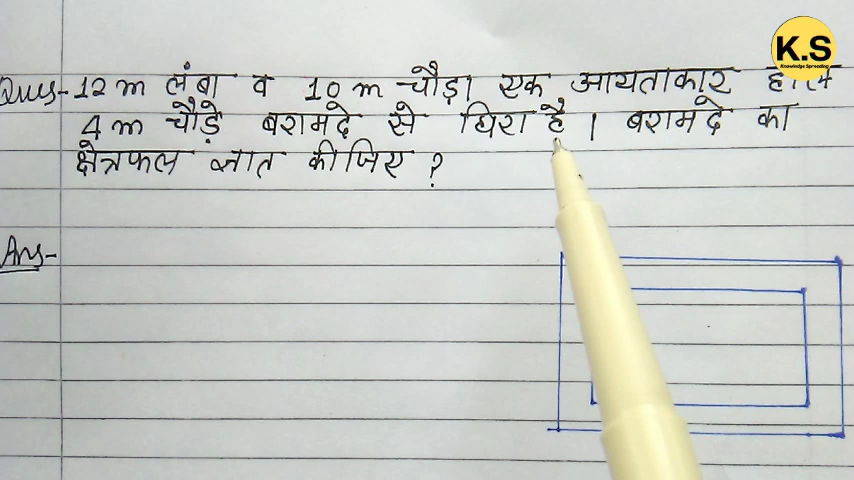 K.S
Knowledge Spreading
Ques- 12 m लंबा व 10 m चौड़ा एक आयताकार
4 m चौड़े बरामदे से घिरा है। बरामदे का
क्षेत्रफल ज्ञात कीजिए ?
Ans-